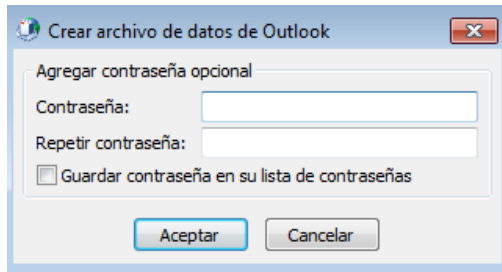 Crear archivo de datos de Outlook
Agregar contraseña opcional
Contraseña:
Repetir contraseña:
Guardar contraseña en su lista de contraseñas
Aceptar Cancelar